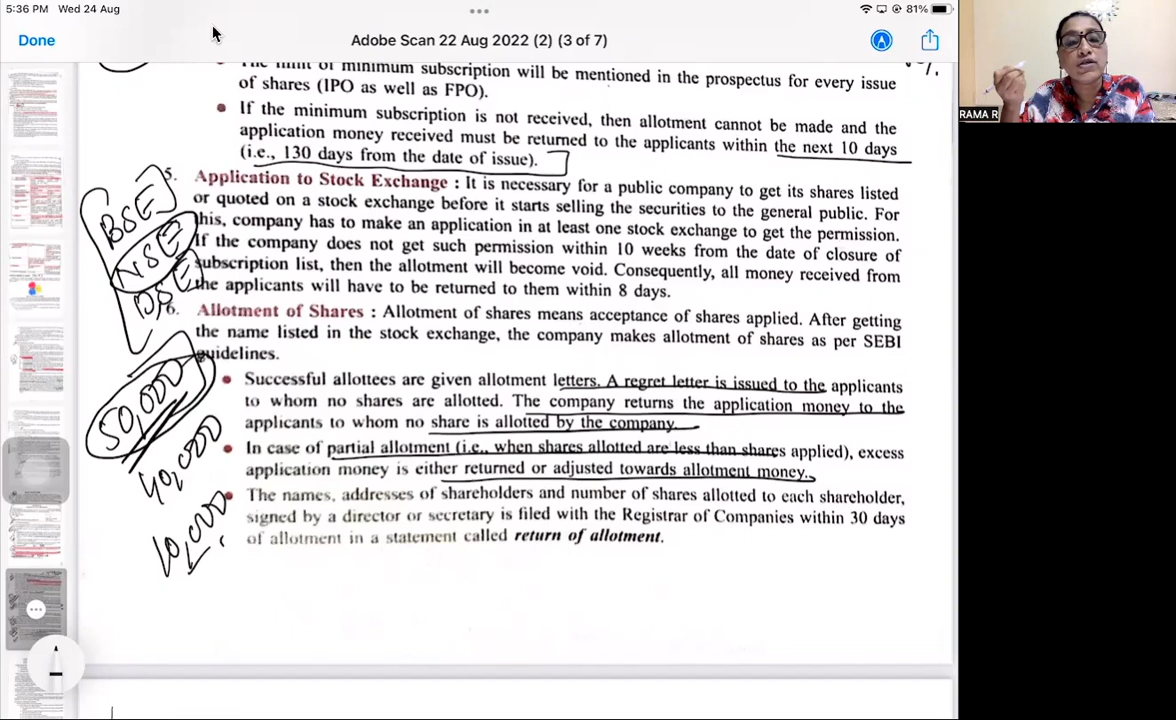 5:36 PM Wed 24 Aug
81%
Done
Adobe Scan 22 Aug 2022 (2) (3 of 7)
The limit of minimum subscription will be mentioned in the prospectus for every issue
of shares (IPO as well as FPO).
• If the minimum subscription is not received, then allotment cannot be made and the
application money received must be returned to the applicants within the next 10 days
(i.e., 130 days from the date of issue).
5. Application to Stock Exchange : It is necessary for a public company to get its shares listed
or quoted on a stock exchange before it starts selling the securities to the general public. For
this, company has to make an application in at least one stock exchange to get the permission.
If the company does not get such permission within 10 weeks from the date of closure of
subscription list, then the allotment will become void. Consequently, all money received from
the applicants will have to be returned to them within 8 days.
6. Allotment of Shares : Allotment of shares means acceptance of shares applied. After getting
the name listed in the stock exchange, the company makes allotment of shares as per SEBI
guidelines.
• Successful allottees are given allotment letters. A regret letter is issued to the applicants
to whom no shares are allotted. The company returns the application money to the
applicants to whom no share is allotted by the company.
• In case of partial allotment (i.e., when shares allotted are less than shares applied), excess
application money is either returned or adjusted towards allotment money.
• The names, addresses of shareholders and number of shares allotted to each shareholder,
signed by a director or secretary is filed with the Registrar of Companies within 30 days
of allotment in a statement called return of allotment.
BSE
NSE
DSE
50,000
40,000
10,000
RAMA R